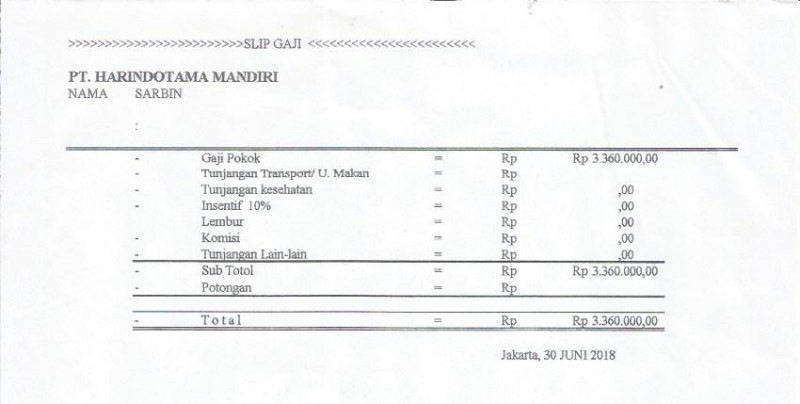 >>>>>>>>>>>>>>>>>>>>>>>>>SLIP GAJI <<<<<<<<<<<<<<<<<<<<<<<<
PT. HARINDOTAMA MANDIRI
NAMA SARBIN
:
- Gaji Pokok = Rp Rp 3.360.000,00
- Tunjangan Transport/ U. Makan = Rp
- Tunjangan kesehatan = Rp ,00
- Insentif 10% = Rp ,00
Lembur = Rp ,00
- Komisi = Rp ,00
- Tunjangan Lain-lain = Rp ,00
- Sub Totol = Rp Rp 3.360.000,00
- Potongan = Rp
- Total = Rp Rp 3.360.000,00
Jakarta, 30 JUNI 2018